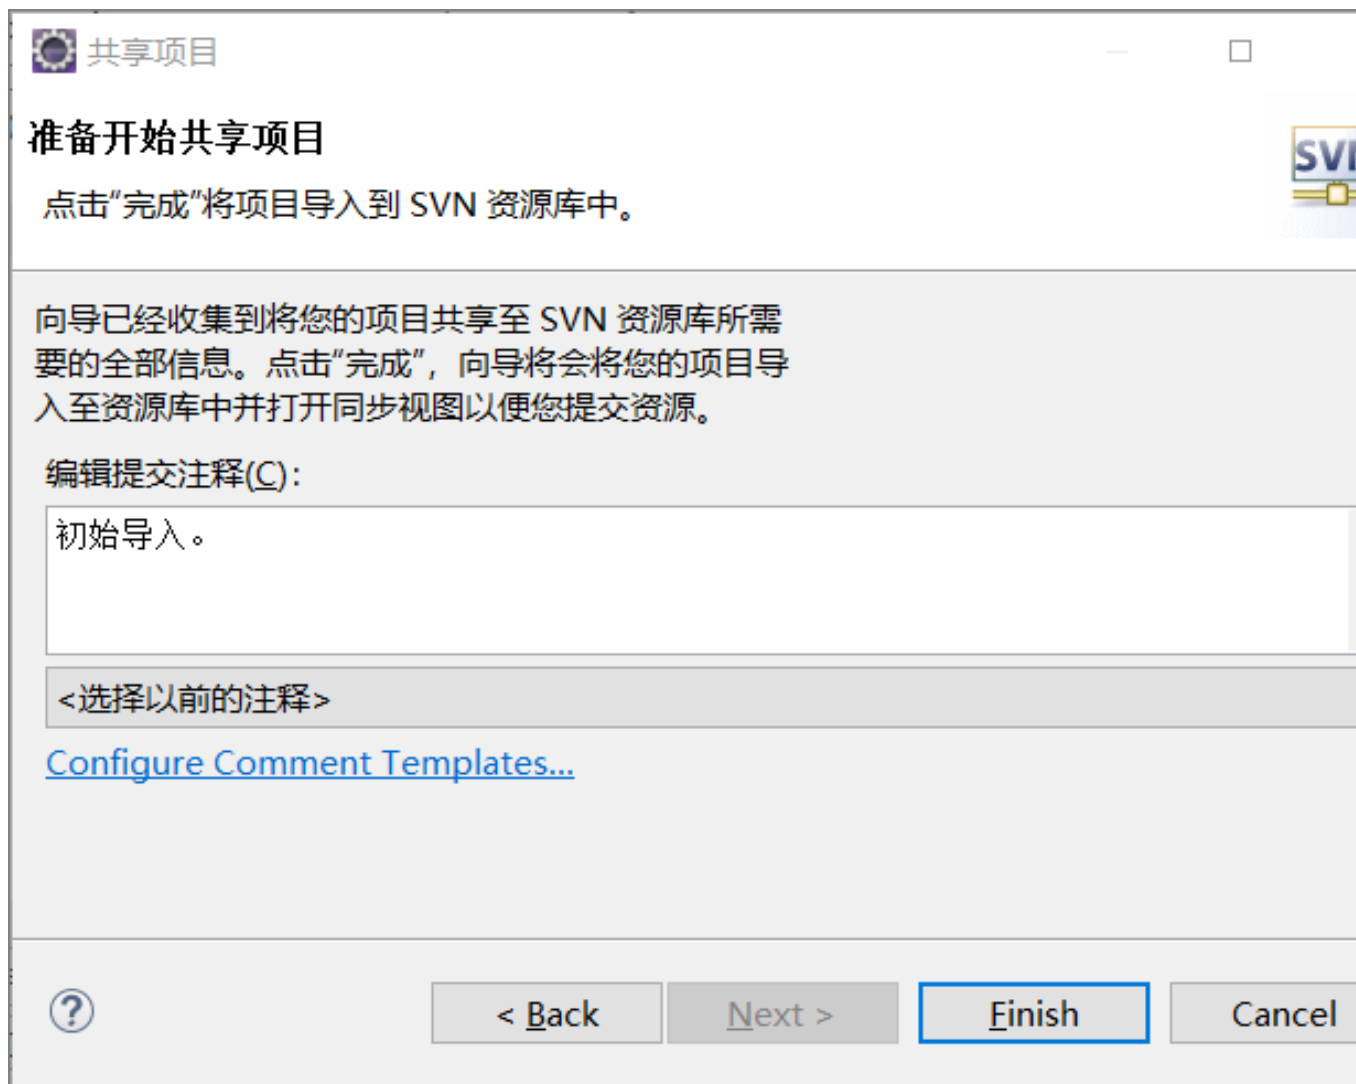 共享项目
准备开始共享项目
点击“完成”将项目导入到 SVN 资源库中。
向导已经收集到将您的项目共享至 SVN 资源库所需
要的全部信息。点击“完成”，向导将会将您的项目导
入至资源库中并打开同步视图以便您提交资源。
编辑提交注释(C)：
初始导入。
<选择以前的注释>
Configure Comment Templates...
< Back
Next >
Finish
Cancel